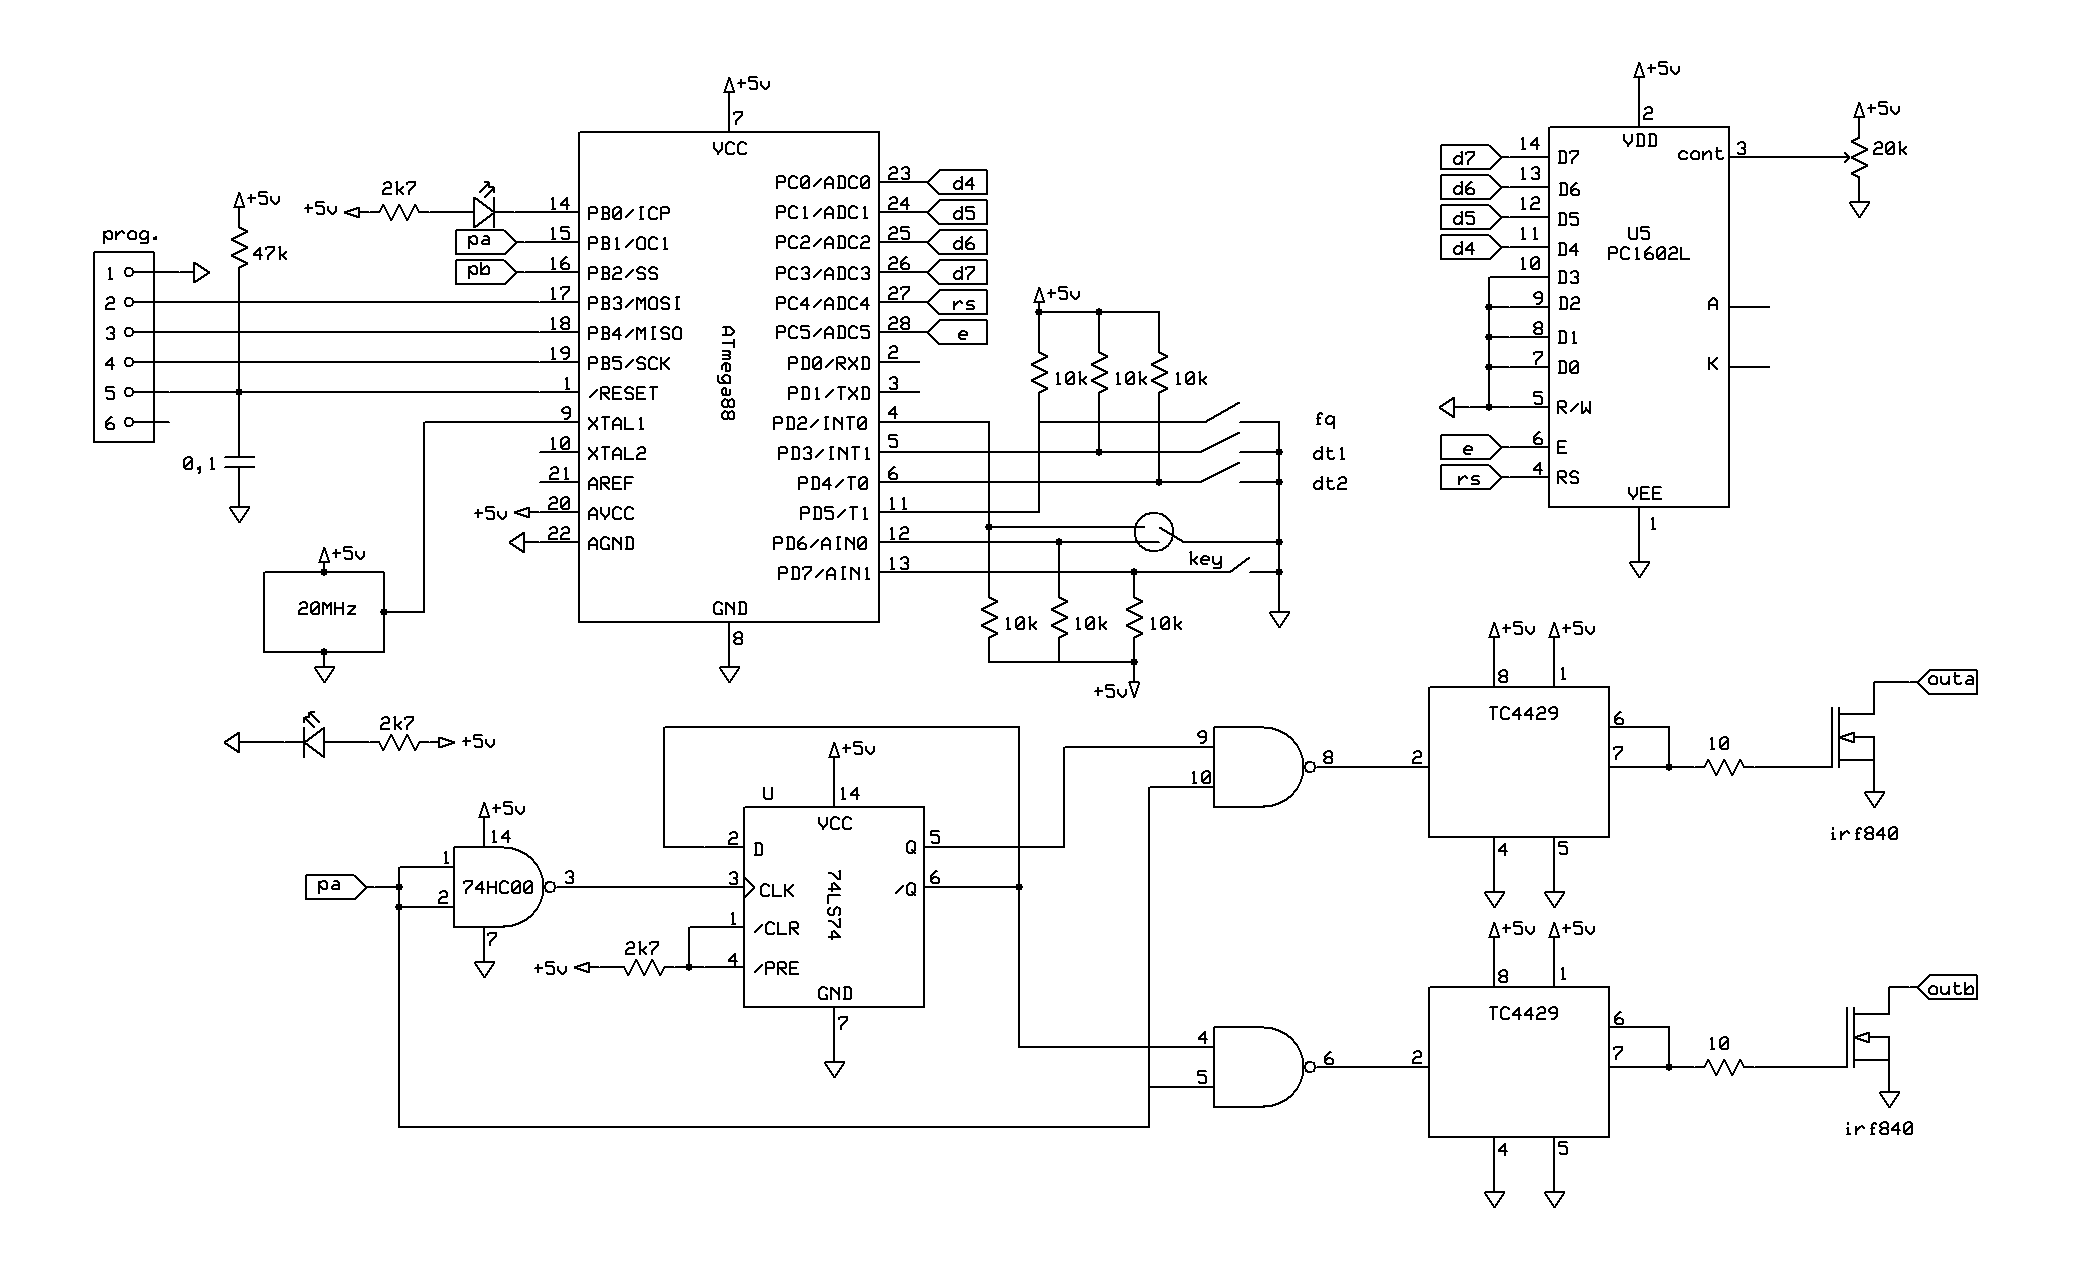 +5v
7
VCC
prog.
1
2
3
4
5
6
+5v
47k
0,1
+5v
2k7
pa
pb
14 PB0/ICP
15 PB1/OC1
16 PB2/SS
17 PB3/MOSI
18 PB4/MISO
19 PB5/SCK
1 /RESET
9 XTAL1
10 XTAL2
21 AREF
+5v 20 AVCC
22 AGND
ATmega88
PC0/ADC0 23 d4
PC1/ADC1 24 d5
PC2/ADC2 25 d6
PC3/ADC3 26 d7
PC4/ADC4 27 rs
PC5/ADC5 28 e
PD0/RXD 2
PD1/TXD 3
PD2/INT0 4
PD3/INT1 5
PD4/T0 6
PD5/T1 11
PD6/AIN0 12
PD7/AIN1 13
GND
8
+5v
10k 10k 10k
fq
dt1
dt2
key
10k 10k 10k
+5v
+5v
20MHz
2k7
+5v
+5v
2
VDD
d7 14 D7
d6 13 D6
d5 12 D5
d4 11 D4
10 D3
9 D2
8 D1
7 D0
5 R/W
e 6 E
rs 4 RS
U5
PC1602L
cont 3
+5v
20k
A
K
VEE
1
pa
+5v
14
1
2
74HC00
3
7
U
+5v
14
VCC
2 D
3 CLK
1 /CLR
4 /PRE
+5v
2k7
74LS74
Q 5
/Q 6
GND
7
9
10
8
4
5
6
+5v +5v
8 1
TC4429
2
6
7
4 5
10
outa
irf840
+5v +5v
8 1
TC4429
2
6
7
4 5
10
outb
irf840